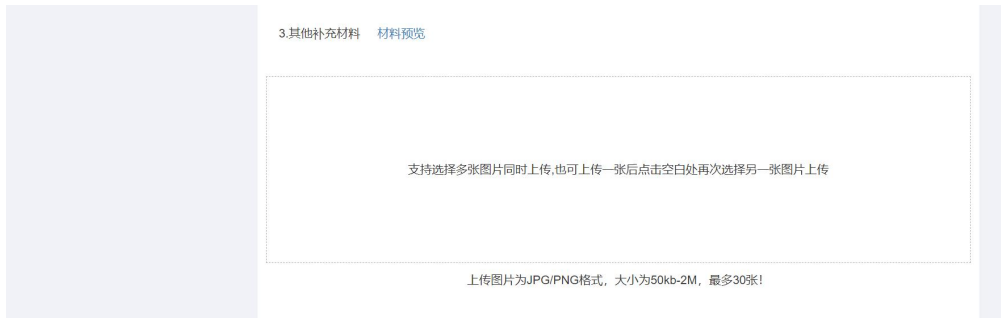 3.其他补充材料 材料预览
支持选择多张图片同时上传,也可上传一张后点击空白处再次选择另一张图片上传
上传图片为JPG/PNG格式，大小为50kb-2M，最多30张！